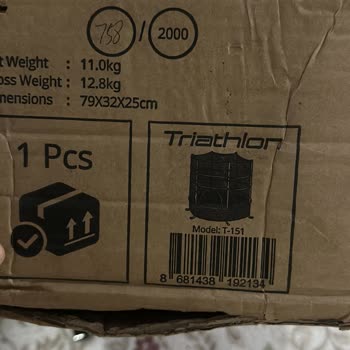 758 / 2000
t Weight : 11.0kg
oss Weight : 12.8kg
mensions : 79X32X25cm
1 Pcs
Triathlon
Model: T-151
8 681438 192134